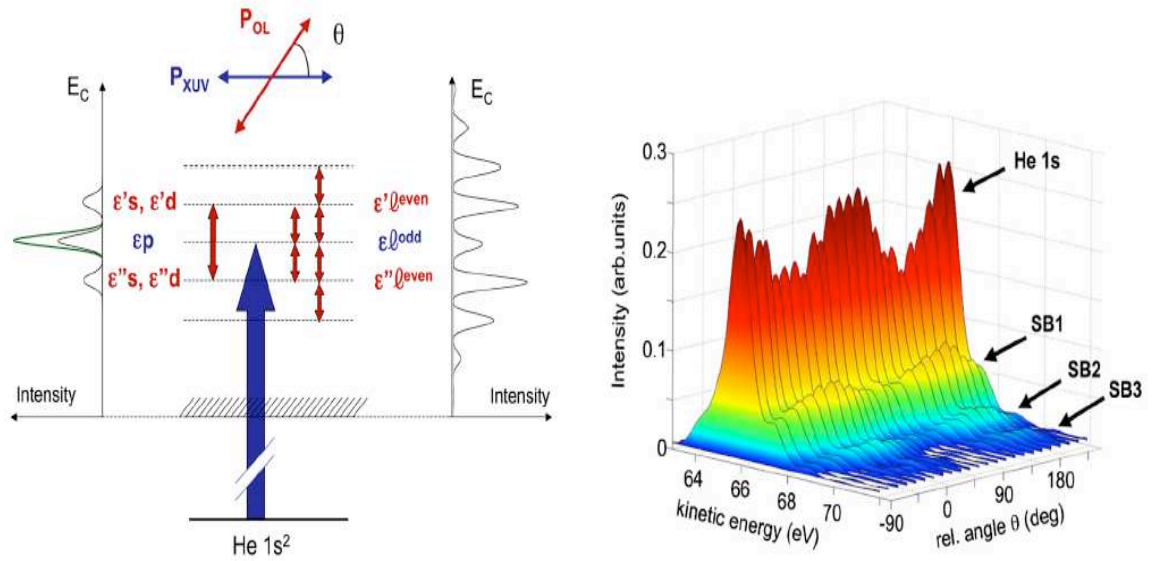 P_OL
θ
P_XUV
E_C
E_C
ε's, ε'd
ε'ℓ^even
εp
εℓ^odd
ε''s, ε''d
ε''ℓ^even
Intensity
Intensity
He 1s²
0.3
He 1s
0.2
Intensity (arb.units)
SB1
0.1
SB2
SB3
0
64
66
68
70
-90
0
90
180
kinetic energy (eV)
rel. angle θ (deg)